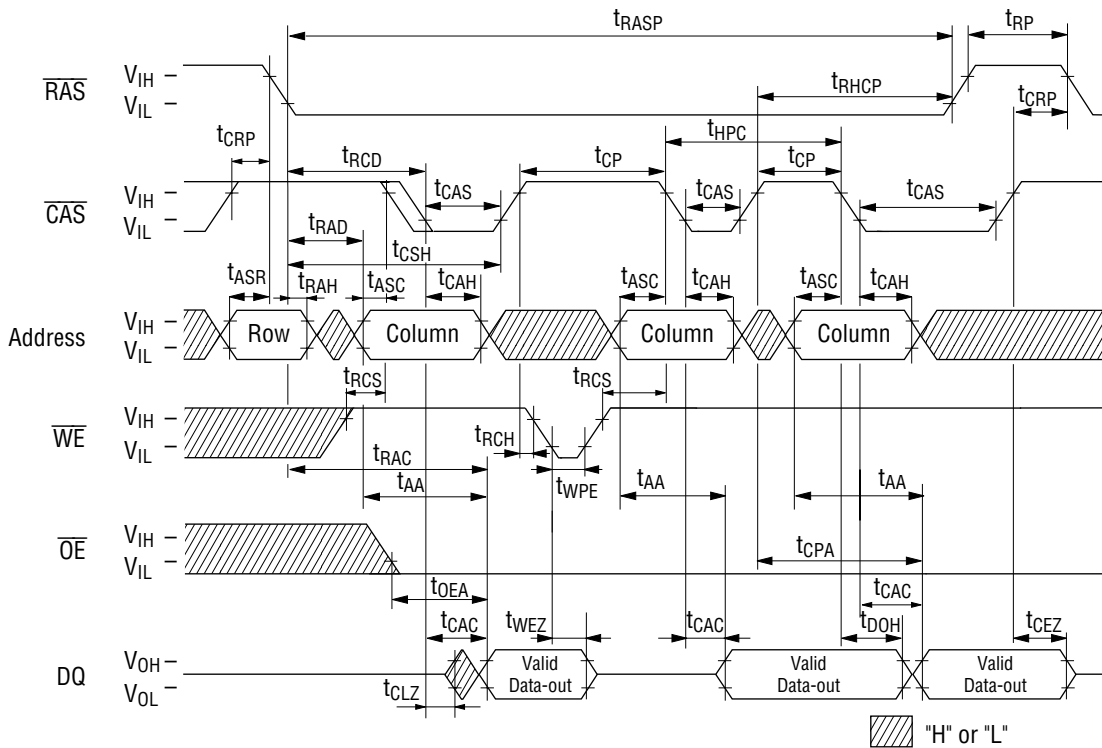 tRASP tRP
RAS VIH VIL tRHCP tCRP
tCRP tRCD tCP tHPC tCP
CAS VIH VIL tCAS tCAS tCAS
tRAD tCSH
tASR tRAH tASC tCAH tASC tCAH tASC tCAH
Address VIH VIL Row Column Column Column
tRCS tRCS
WE VIH VIL tRCH tWPE
tRAC tAA tAA tAA
OE VIH VIL tCPA
tOEA tCAC tWEZ tCAC tDOH tCAC tCEZ
DQ VOH VOL Valid Data-out Valid Data-out Valid Data-out
tCLZ
"H" or "L"